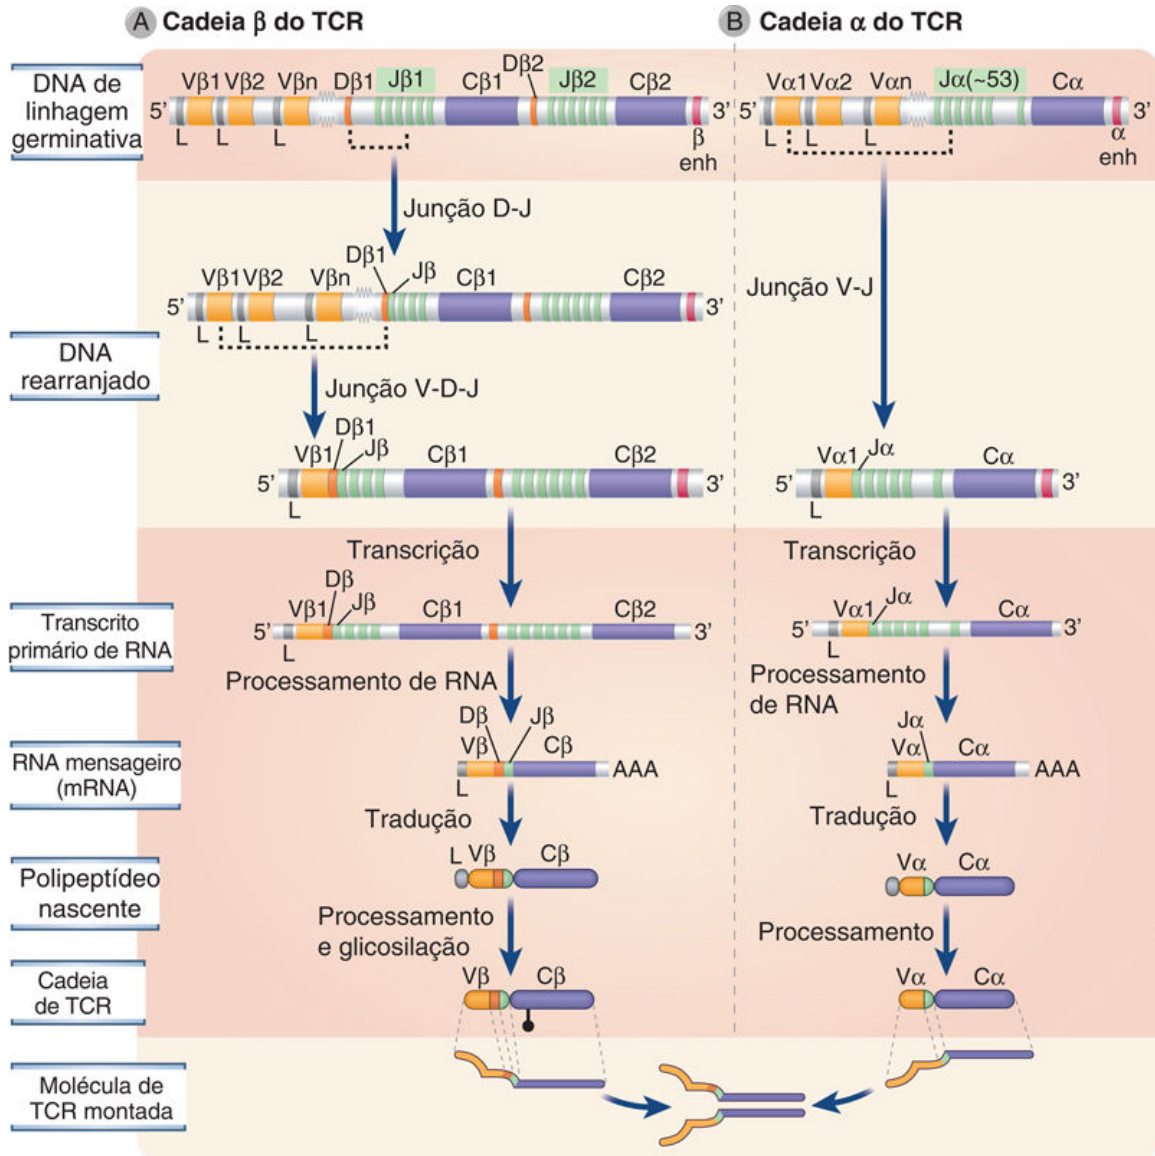 A Cadeia β do TCR
B Cadeia α do TCR
DNA de
linhagem
germinativa
Vβ1 Vβ2 Vβn Dβ1 Jβ1 Cβ1 Dβ2 Jβ2 Cβ2
5’ 3’
L L L
β
enh
Vα1 Vα2 Vαn Jα(~53) Cα
5’ 3’
L L L
α
enh
Junção D-J
DNA
rearranjado
Vβ1 Vβ2 Vβn Dβ1 Jβ Cβ1 Cβ2
5’ 3’
L L L
Junção V-J
Junção V-D-J
Vβ1 Dβ1 Jβ Cβ1 Cβ2
5’ 3’
L
Vα1 Jα Cα
5’ 3’
L
Transcrição
Transcrição
Transcrito
primário de RNA
Vβ1 Dβ Jβ Cβ1 Cβ2
5’ 3’
L
Vα1 Jα Cα
5’ 3’
L
Processamento de RNA
Processamento
de RNA
RNA mensageiro
(mRNA)
Dβ Jβ
Vβ Cβ
AAA
L
Jα
Vα Cα
AAA
L
Tradução
Tradução
Polipeptídeo
nascente
L Vβ Cβ
Vα Cα
Processamento
e glicosilação
Processamento
Cadeia
de TCR
Vβ Cβ
Vα Cα
Molécula de
TCR montada